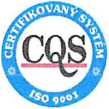 CERTIFIKOVANÝ SYSTÉM
CQS
ISO 9001